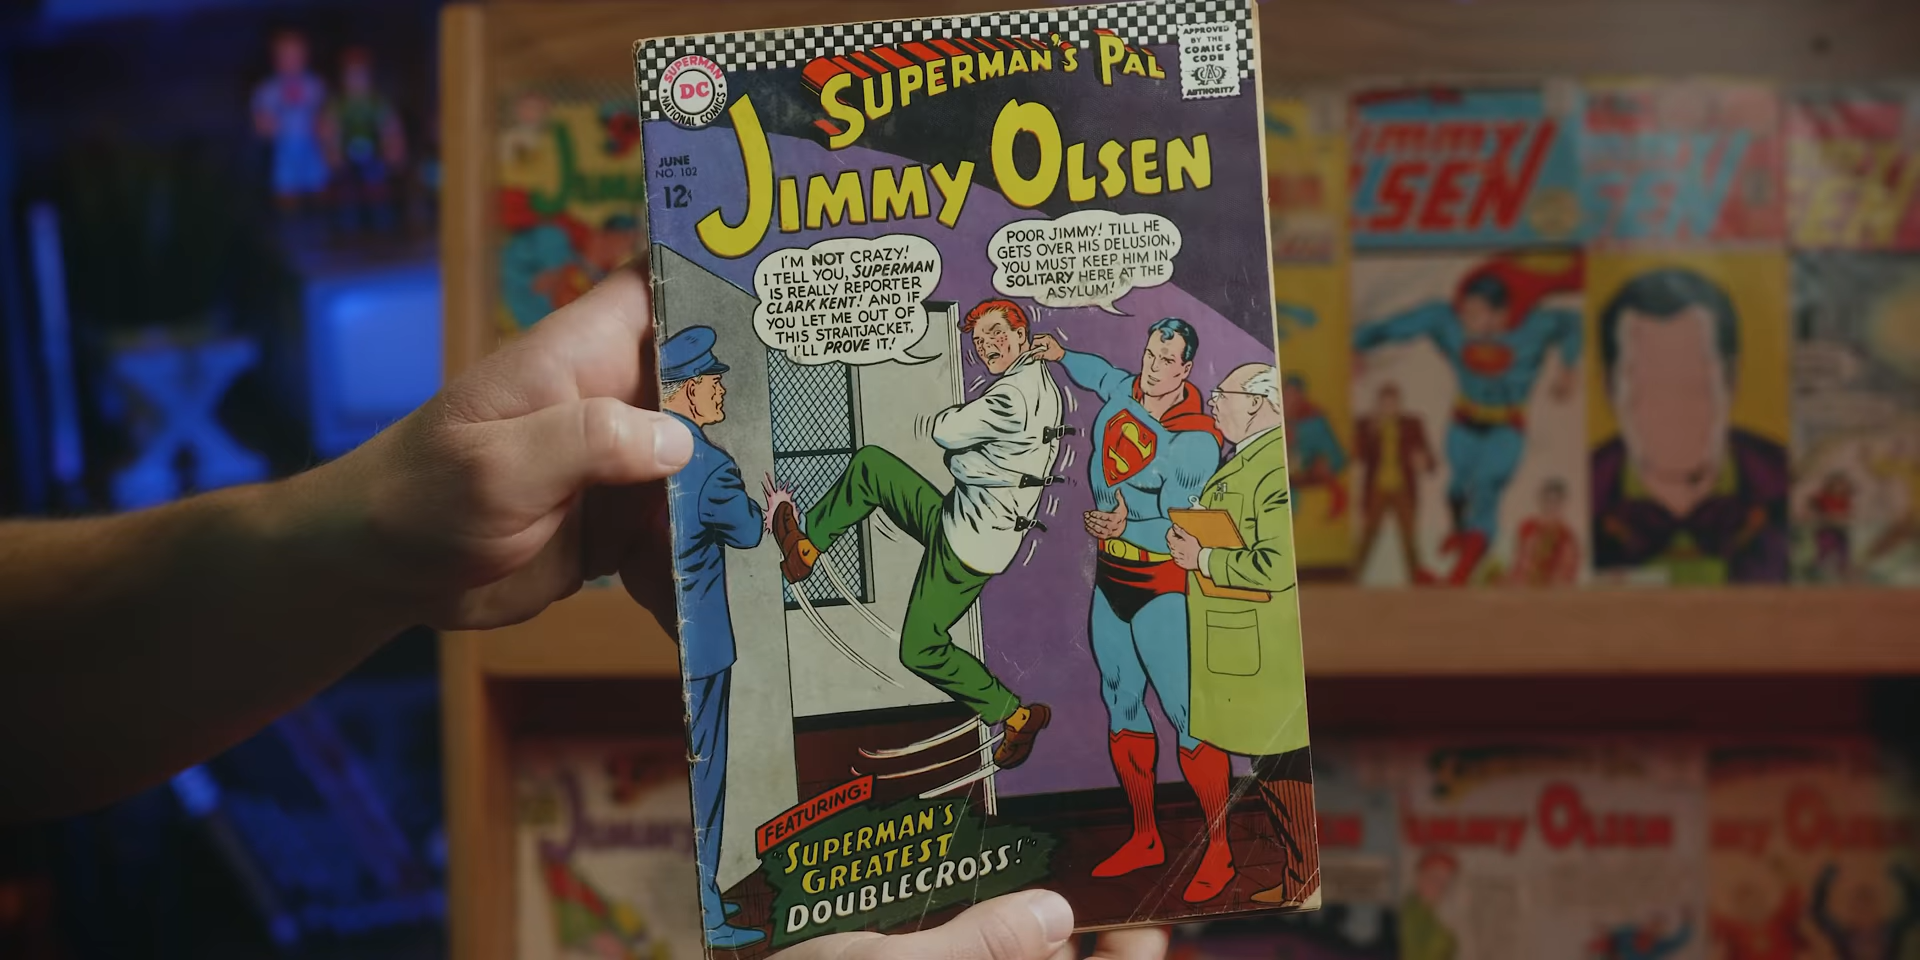 SUPERMAN
DC
NATIONAL COMICS
SUPERMAN'S PAL
JIMMY OLSEN
APPROVED
BY THE
COMICS
CODE
CA
AUTHORITY
JUNE
NO. 102
12¢
I'M NOT CRAZY!
I TELL YOU, SUPERMAN
IS REALLY REPORTER
CLARK KENT! AND IF
YOU LET ME OUT OF
THIS STRAITJACKET,
I'LL PROVE IT!
POOR JIMMY! TILL HE
GETS OVER HIS DELUSION,
YOU MUST KEEP HIM IN
SOLITARY HERE AT THE
ASYLUM!
FEATURING:
"SUPERMAN'S
GREATEST
DOUBLECROSS!"
OLSEN